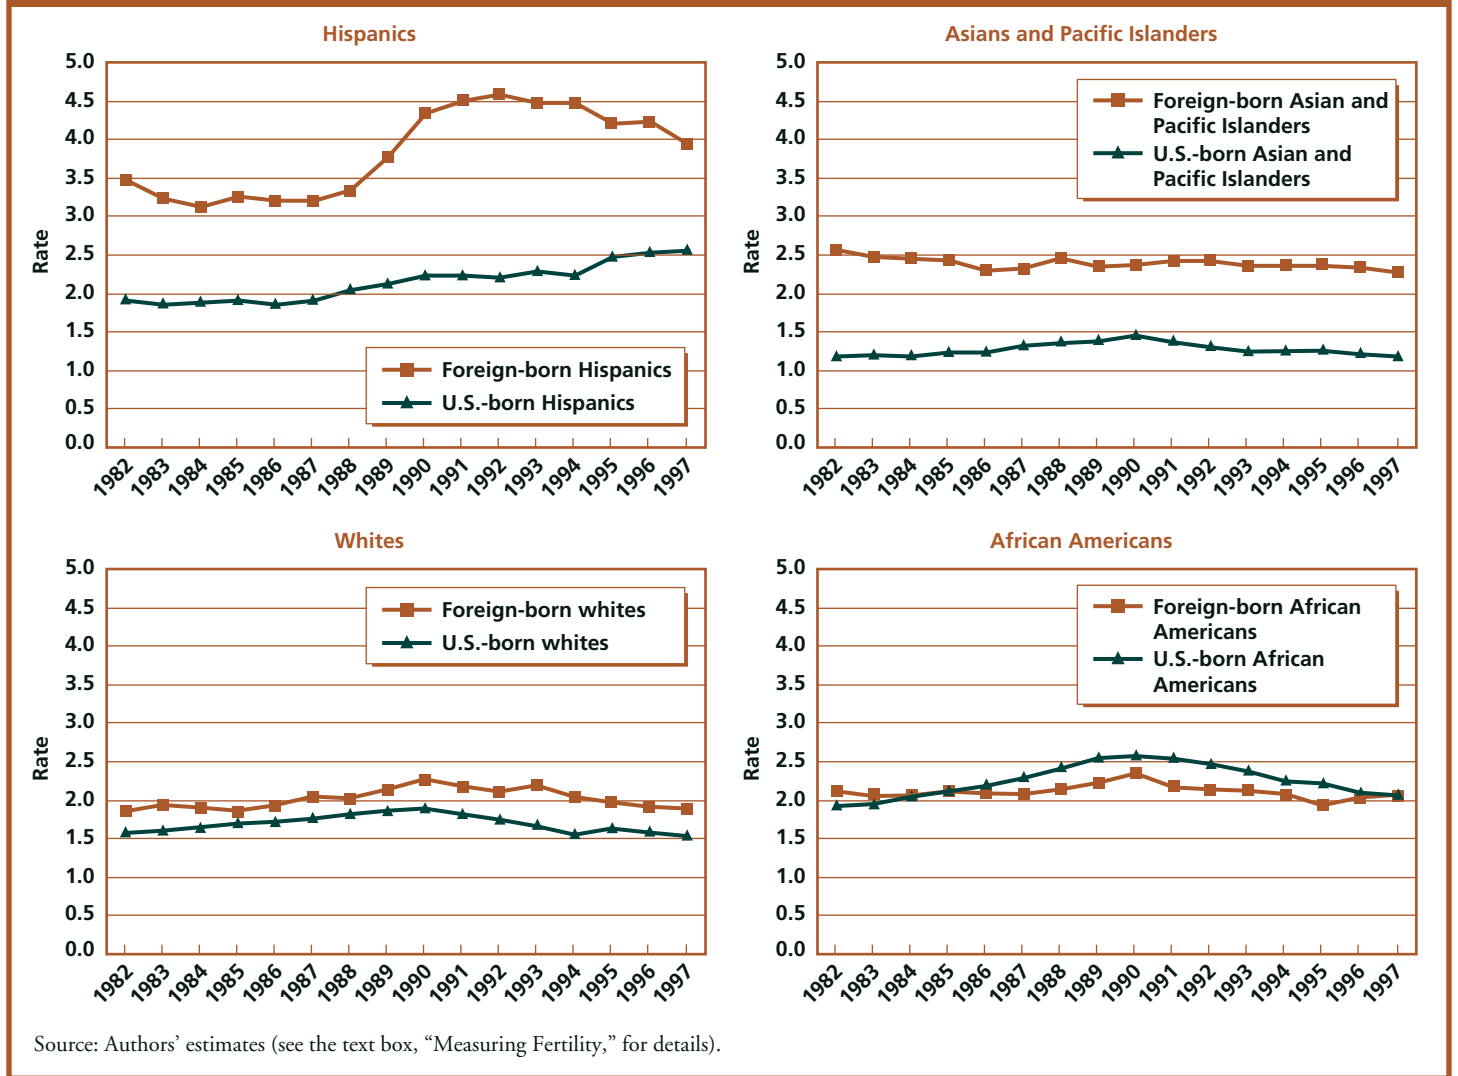 Hispanics
Rate
5.0
4.5
4.0
3.5
3.0
2.5
2.0
1.5
1.0
0.5
0.0
Foreign-born Hispanics
U.S.-born Hispanics
1982 1983 1984 1985 1986 1987 1988 1989 1990 1991 1992 1993 1994 1995 1996 1997
Asians and Pacific Islanders
Rate
5.0
4.5
4.0
3.5
3.0
2.5
2.0
1.5
1.0
0.5
0.0
Foreign-born Asian and
Pacific Islanders
U.S.-born Asian and
Pacific Islanders
1982 1983 1984 1985 1986 1987 1988 1989 1990 1991 1992 1993 1994 1995 1996 1997
Whites
Rate
5.0
4.5
4.0
3.5
3.0
2.5
2.0
1.5
1.0
0.5
0.0
Foreign-born whites
U.S.-born whites
1982 1983 1984 1985 1986 1987 1988 1989 1990 1991 1992 1993 1994 1995 1996 1997
African Americans
Rate
5.0
4.5
4.0
3.5
3.0
2.5
2.0
1.5
1.0
0.5
0.0
Foreign-born African
Americans
U.S.-born African
Americans
1982 1983 1984 1985 1986 1987 1988 1989 1990 1991 1992 1993 1994 1995 1996 1997
Source: Authors’ estimates (see the text box, “Measuring Fertility,” for details).